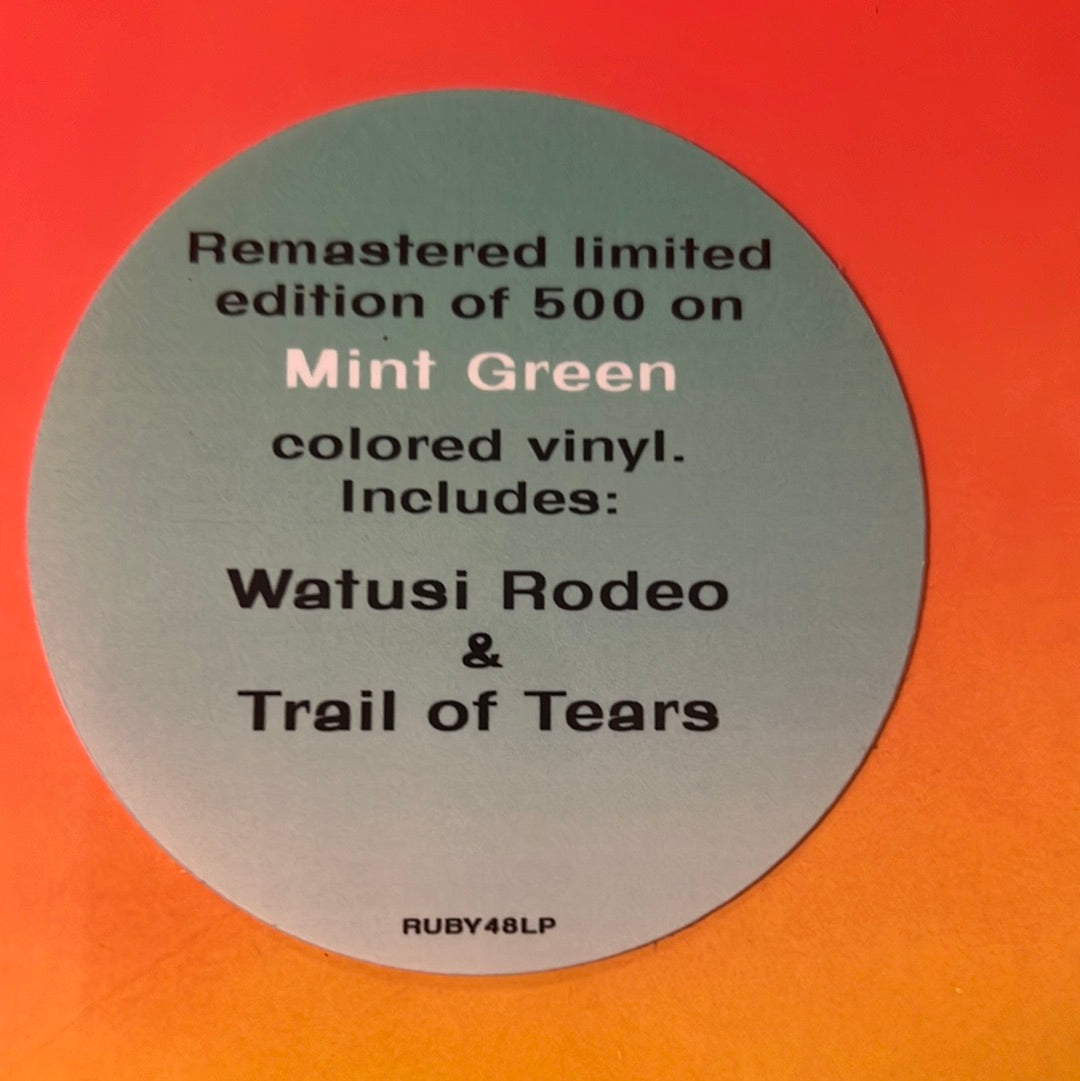 Remastered limited
edition of 500 on
Mint Green
colored vinyl.
Includes:
Watusi Rodeo
&
Trail of Tears
RUBY48LP